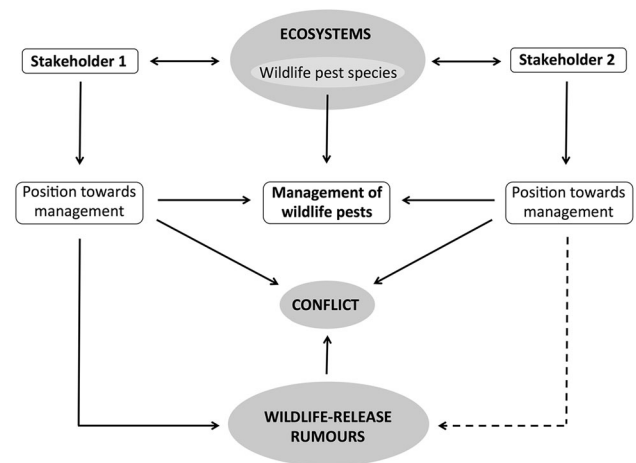 ECOSYSTEMS
Stakeholder 1
Wildlife pest species
Stakeholder 2
Position towards
management
Management of
wildlife pests
Position towards
management
CONFLICT
WILDLIFE-RELEASE
RUMOURS